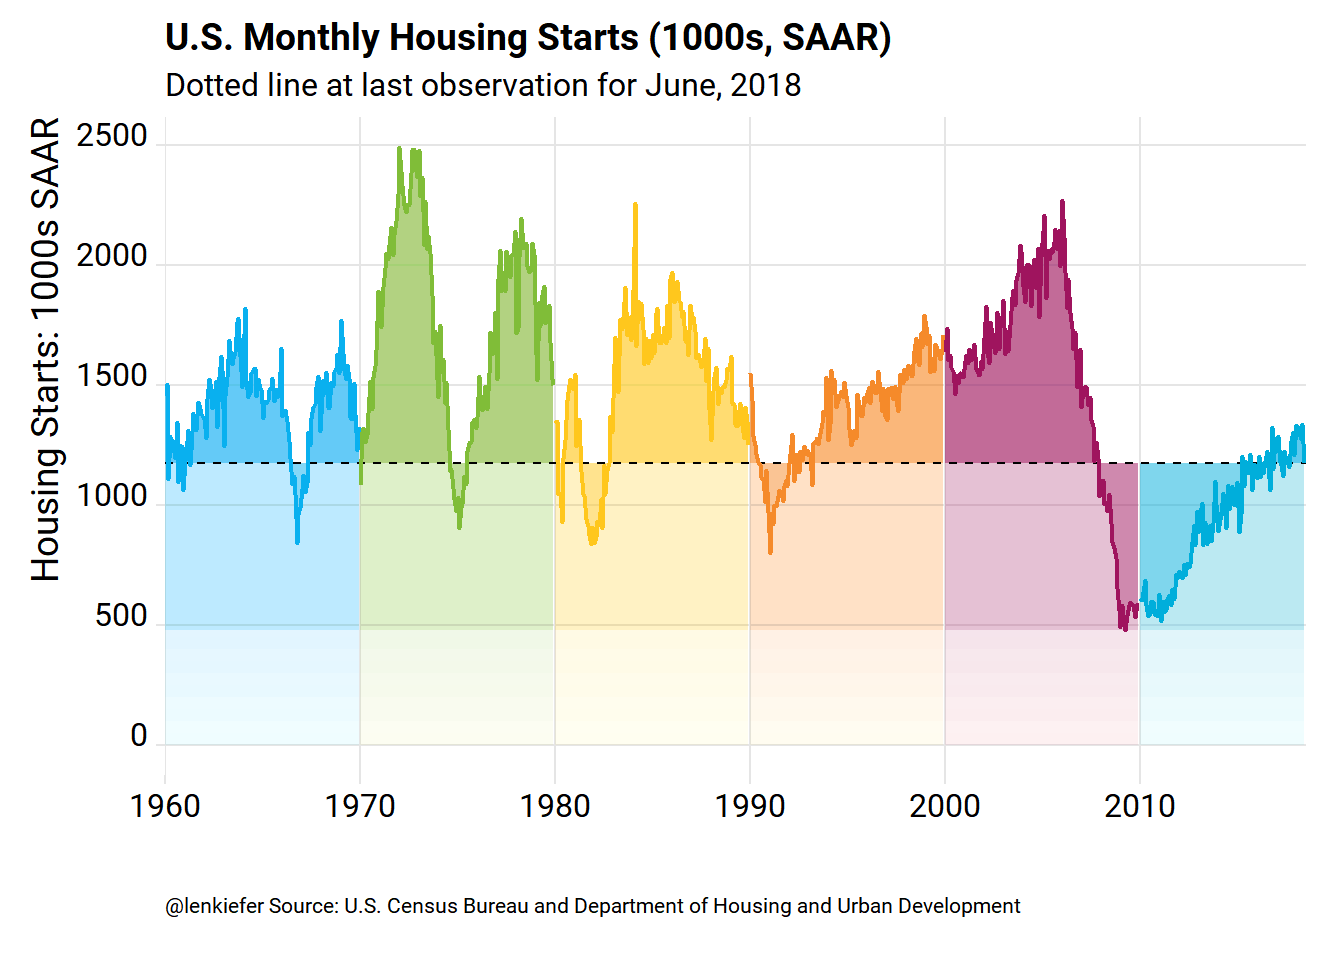 U.S. Monthly Housing Starts (1000s, SAAR)
Dotted line at last observation for June, 2018
Housing Starts: 1000s SAAR
2500
2000
1500
1000
500
0
1960 1970 1980 1990 2000 2010
@lenkiefer Source: U.S. Census Bureau and Department of Housing and Urban Development